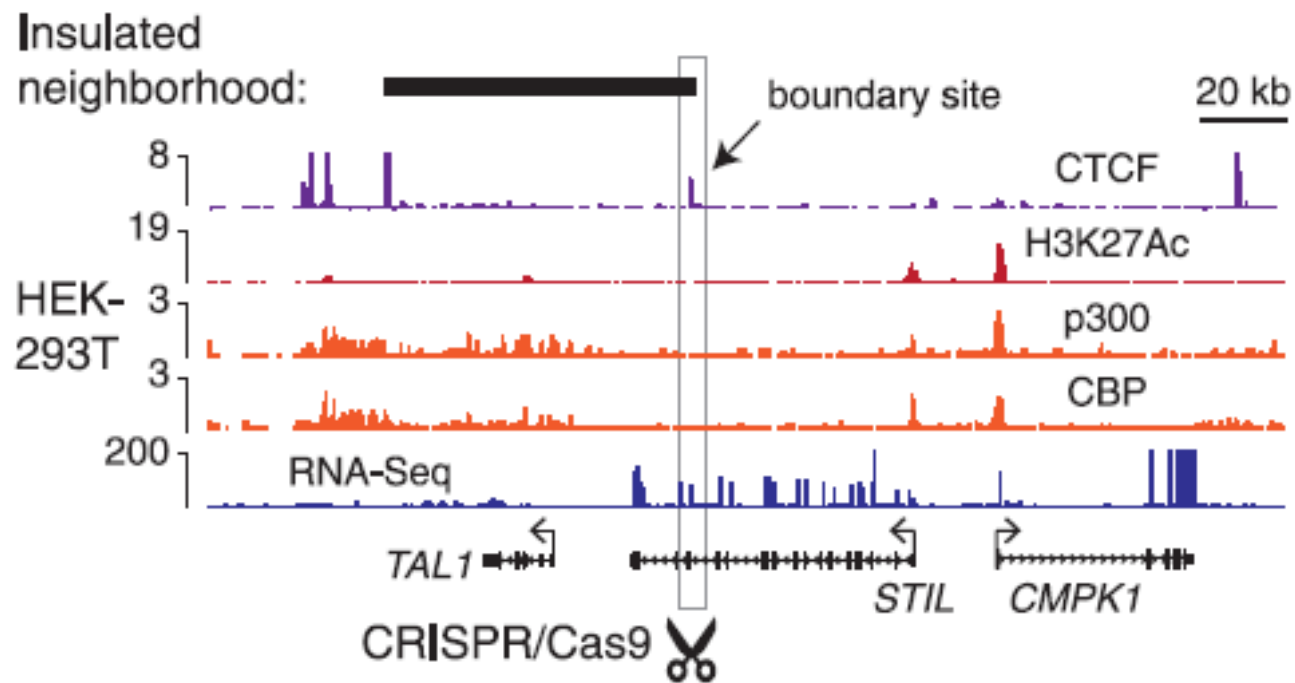 Insulated
neighborhood:
boundary site
20 kb
8
CTCF
19
H3K27Ac
HEK-
293T
3
p300
3
CBP
200
RNA-Seq
TAL1
STIL
CMPK1
CRISPR/Cas9